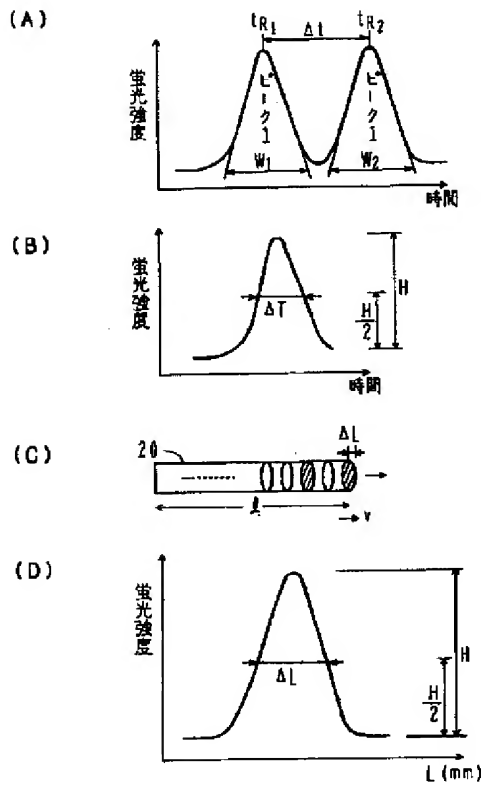 (A)
tR1
Δt
tR2
蛍光強度
ピーク1
ピーク1
W1
W2
時間
(B)
蛍光強度
ΔT
H
H/2
時間
(C)
20
ΔL
ℓ
v
(D)
蛍光強度
ΔL
H
H/2
L (mm)